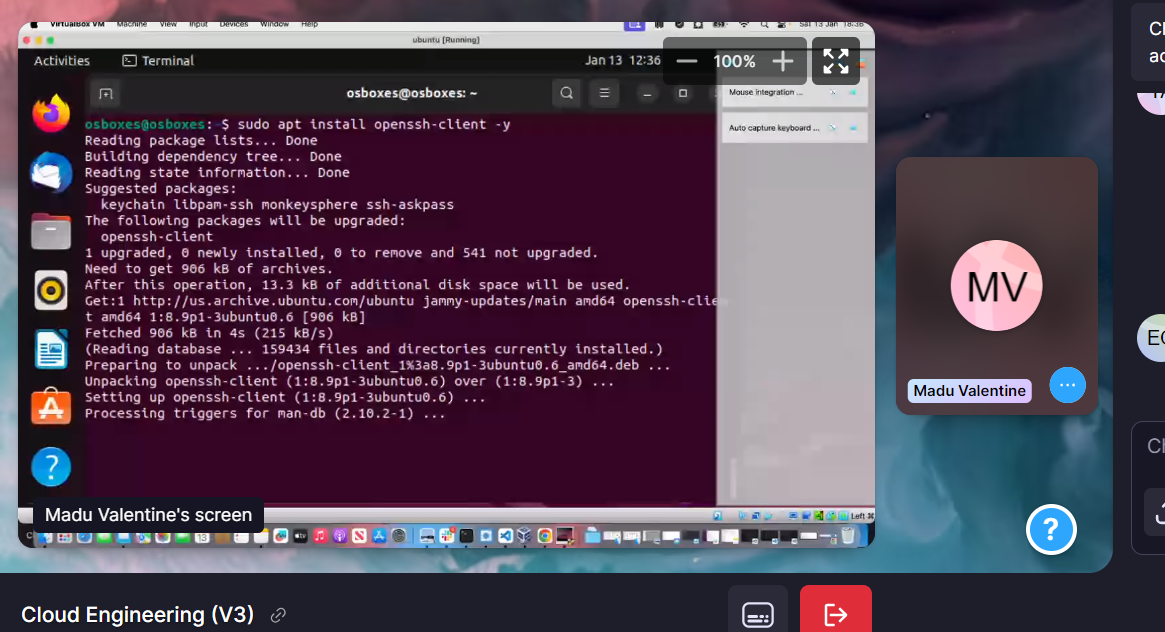 VirtualBox VM Machine View Input Devices Window Help Sat 13 Jan 18:36
ubuntu [Running]
Activities Terminal Jan 13 12:36
100%
osboxes@osboxes: ~
Mouse integration ...
Auto capture keyboard ...
osboxes@osboxes:~$ sudo apt install openssh-client -y
Reading package lists... Done
Building dependency tree... Done
Reading state information... Done
Suggested packages:
keychain libpam-ssh monkeysphere ssh-askpass
The following packages will be upgraded:
openssh-client
1 upgraded, 0 newly installed, 0 to remove and 541 not upgraded.
Need to get 906 kB of archives.
After this operation, 13.3 kB of additional disk space will be used.
Get:1 http://us.archive.ubuntu.com/ubuntu jammy-updates/main amd64 openssh-clie
t amd64 1:8.9p1-3ubuntu0.6 [906 kB]
Fetched 906 kB in 4s (215 kB/s)
(Reading database ... 159434 files and directories currently installed.)
Preparing to unpack .../openssh-client_1%3a8.9p1-3ubuntu0.6_amd64.deb ...
Unpacking openssh-client (1:8.9p1-3ubuntu0.6) over (1:8.9p1-3) ...
Setting up openssh-client (1:8.9p1-3ubuntu0.6) ...
Processing triggers for man-db (2.10.2-1) ...
Left ⌘
Madu Valentine's screen
MV
Madu Valentine
Cloud Engineering (V3)